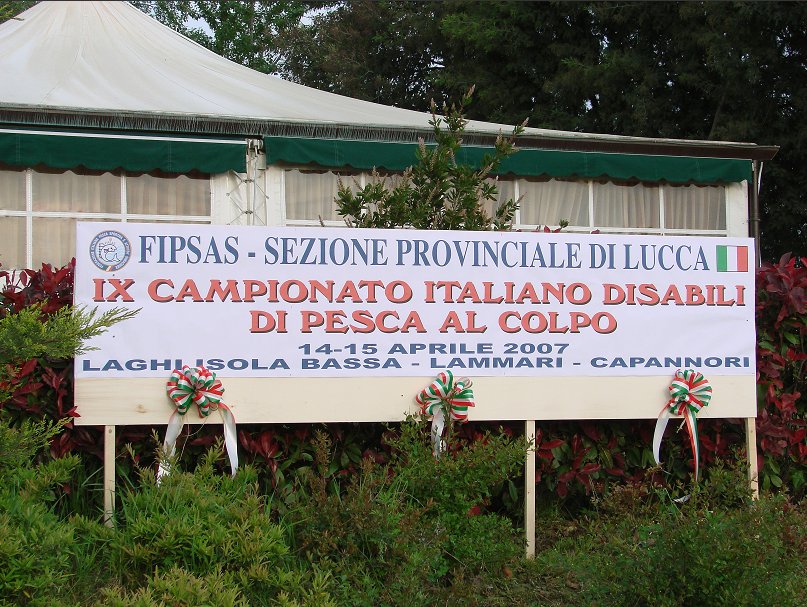 FIPSAS - SEZIONE PROVINCIALE DI LUCCA
IX CAMPIONATO ITALIANO DISABILI
DI PESCA AL COLPO
14-15 APRILE 2007
LAGHI ISOLA BASSA - LAMMARI - CAPANNORI